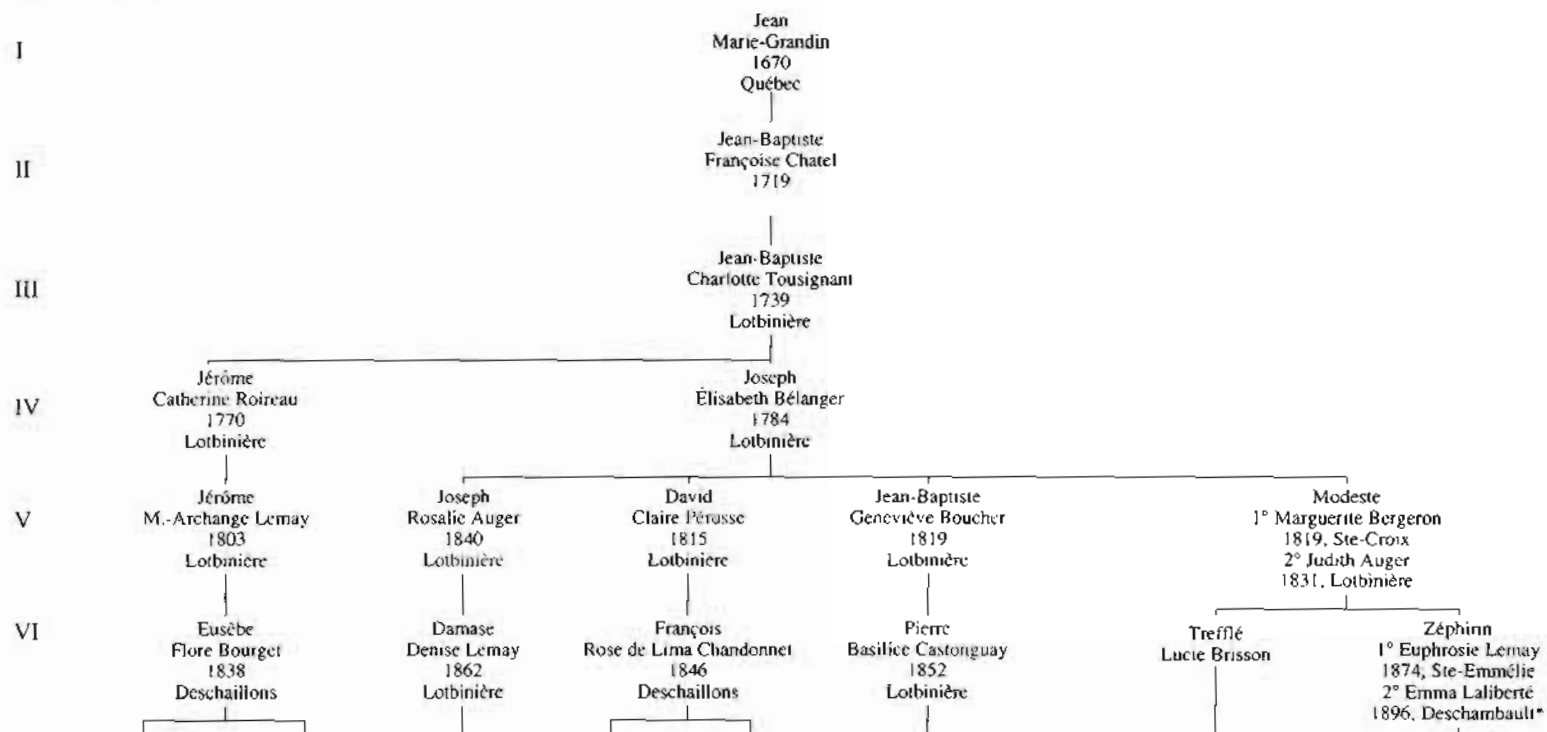 I
Jean
Marie-Grandin
1670
Québec
II
Jean-Baptiste
Françoise Chatel
1719
III
Jean-Baptiste
Charlotte Tousignant
1739
Lotbinière
IV
Jérôme
Catherine Roireau
1770
Lotbinière
Joseph
Élisabeth Bélanger
1784
Lotbinière
V
Jérôme
M.-Archange Lemay
1803
Lotbinière
Joseph
Rosalie Auger
1840
Lotbinière
David
Claire Pérusse
1815
Lotbinière
Jean-Baptiste
Geneviève Boucher
1819
Lotbinière
Modeste
1° Marguerite Bergeron
1819, Ste-Croix
2° Judith Auger
1831, Lotbinière
VI
Eusèbe
Flore Bourget
1838
Deschaillons
Damase
Denise Lemay
1862
Lotbinière
François
Rose de Lima Chandonnet
1846
Deschaillons
Pierre
Basilice Castonguay
1852
Lotbinière
Trefflé
Lucie Brisson
Zéphirin
1° Euphrosie Lemay
1874, Ste-Emmélie
2° Emma Laliberté
1896, Deschambault*